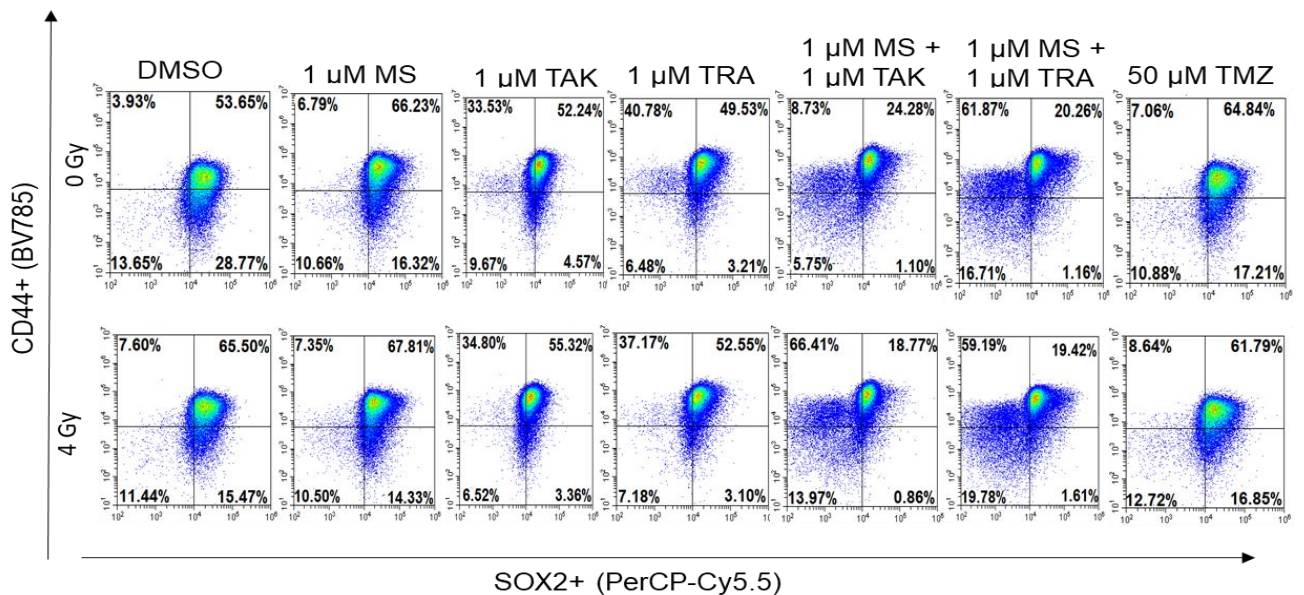 DMSO
1 µM MS
1 µM TAK
1 µM TRA
1 µM MS +
1 µM TAK
1 µM MS +
1 µM TRA
50 µM TMZ
CD44+ (BV785)
0 Gy
3.93% 53.65%
13.65% 28.77%
6.79% 66.23%
10.66% 16.32%
33.53% 52.24%
9.67% 4.57%
40.78% 49.53%
6.48% 3.21%
8.73% 24.28%
5.75% 1.10%
61.87% 20.26%
16.71% 1.16%
7.06% 64.84%
10.88% 17.21%
4 Gy
7.60% 65.50%
11.44% 15.47%
7.35% 67.81%
10.50% 14.33%
34.80% 55.32%
6.52% 3.36%
37.17% 52.55%
7.18% 3.10%
66.41% 18.77%
13.97% 0.86%
59.19% 19.42%
19.78% 1.61%
8.64% 61.79%
12.72% 16.85%
SOX2+ (PerCP-Cy5.5)